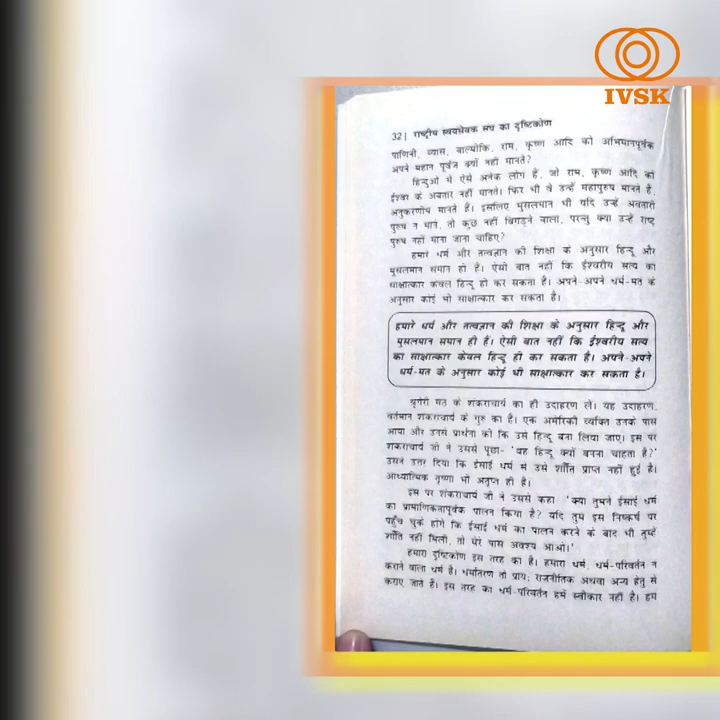 IVSK
32| राष्ट्रीय स्वयंसेवक संघ का दृष्टिकोण
पाणिनी, व्यास, वाल्मीकि, राम, कृष्ण आदि को अभिमानपूर्वक
अपने महान पूर्वज क्यों नहीं मानते?
हिन्दुओं में ऐसे अनेक लोग हैं, जो राम, कृष्ण आदि को
ईश्वर के अवतार नहीं मानते। फिर भी वे उन्हें महापुरुष मानते हैं,
अनुकरणीय मानते हैं। इसलिए मुसलमान भी यदि उन्हें अवतारी
पुरुष न मानें, तो कुछ नहीं बिगड़ने वाला, परन्तु क्या उन्हें राष्ट्र
पुरुष नहीं माना जाना चाहिए?
हमारे धर्म और तत्वज्ञान की शिक्षा के अनुसार हिन्दू और
मुसलमान समान ही हैं। ऐसी बात नहीं कि ईश्वरीय सत्य का
साक्षात्कार केवल हिन्दू ही कर सकता है। अपने-अपने धर्म-मत के
अनुसार कोई भी साक्षात्कार कर सकता है।
हमारे धर्म और तत्वज्ञान की शिक्षा के अनुसार हिन्दू और
मुसलमान समान ही हैं। ऐसी बात नहीं कि ईश्वरीय सत्य
का साक्षात्कार केवल हिन्दू ही कर सकता है। अपने-अपने
धर्म-मत के अनुसार कोई भी साक्षात्कार कर सकता है।
श्रृंगेरी मठ के शंकराचार्य का ही उदाहरण लें। यह उदाहरण,
वर्तमान शंकराचार्य के गुरु का है। एक अमेरिकी व्यक्ति उनके पास
आया और उनसे प्रार्थना की कि उसे हिन्दू बना लिया जाए। इस पर
शंकराचार्य जी ने उससे पूछा- 'वह हिन्दू क्यों बनना चाहता है?'
उसने उत्तर दिया कि ईसाई धर्म से उसे शाँति प्राप्त नहीं हुई है।
आध्यात्मिक तृष्णा भी अतृप्त ही है।
इस पर शंकराचार्य जी ने उससे कहा- 'क्या तुमने ईसाई धर्म
का प्रामाणिकतापूर्वक पालन किया है? यदि तुम इस निष्कर्ष पर
पहुँच चुके होगे कि ईसाई धर्म का पालन करने के बाद भी तुम्हें
शाँति नहीं मिली, तो मेरे पास अवश्य आओ।'
हमारा दृष्टिकोण इस तरह का है। हमारा धर्म, धर्म-परिवर्तन न
कराने वाला धर्म है। धर्मांतरण तो प्रायः राजनीतिक अथवा अन्य हेतु से
कराए जाते हैं। इस तरह का धर्म-परिवर्तन हमें स्वीकार नहीं है। हम